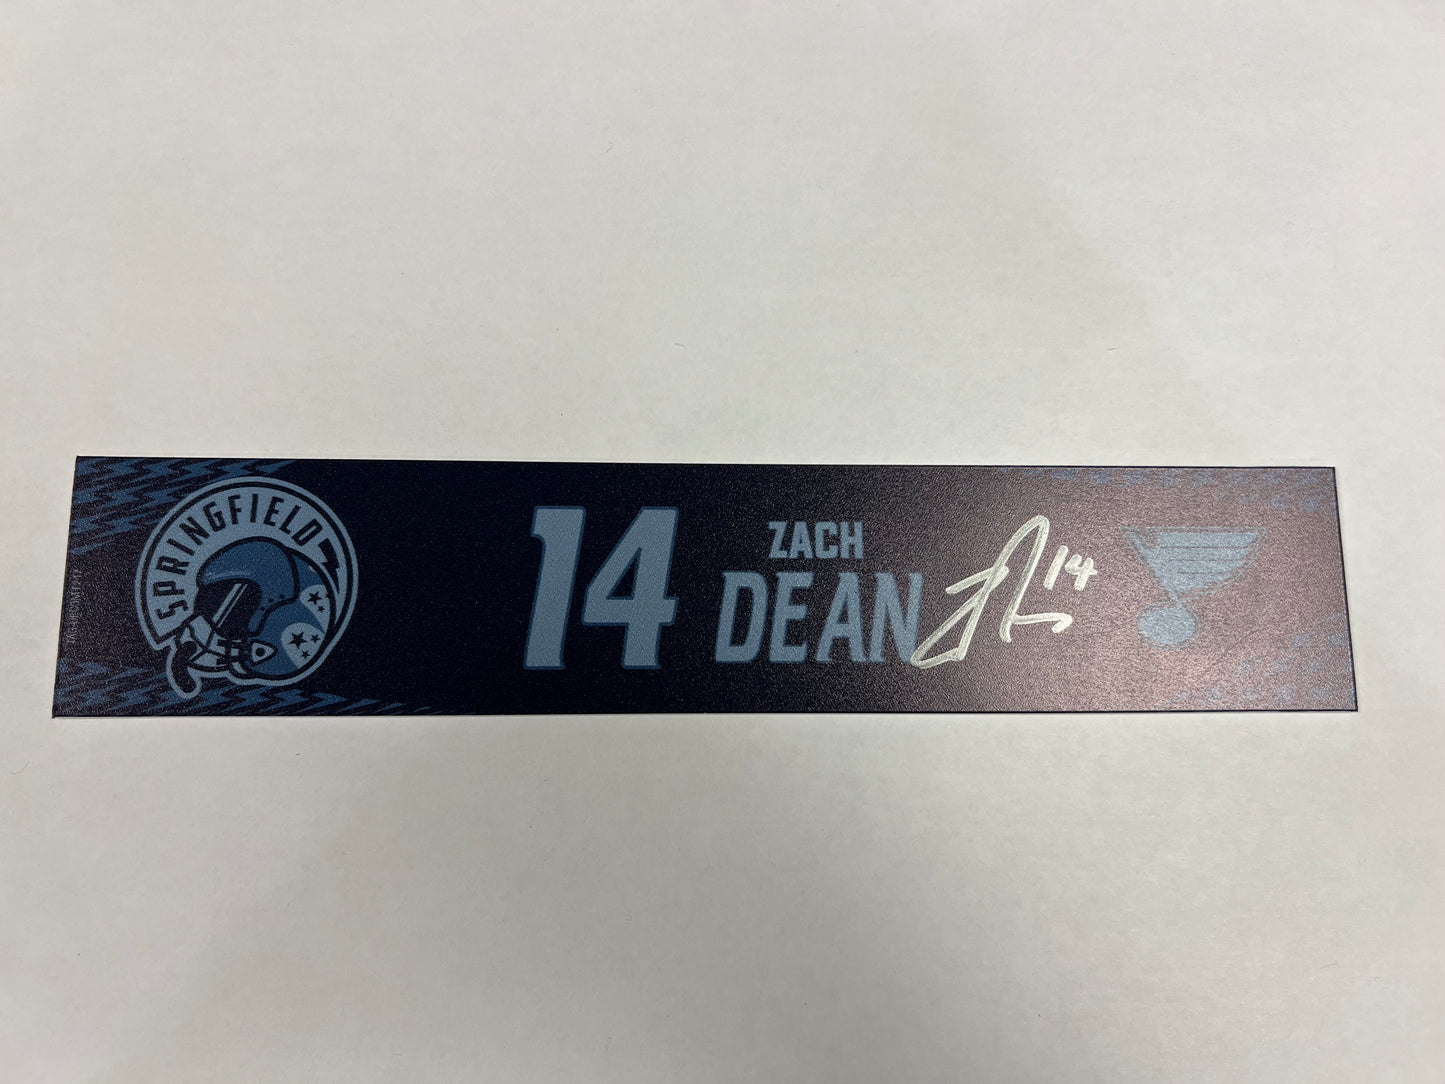 SPRINGFIELD
14
ZACH
DEAN
14